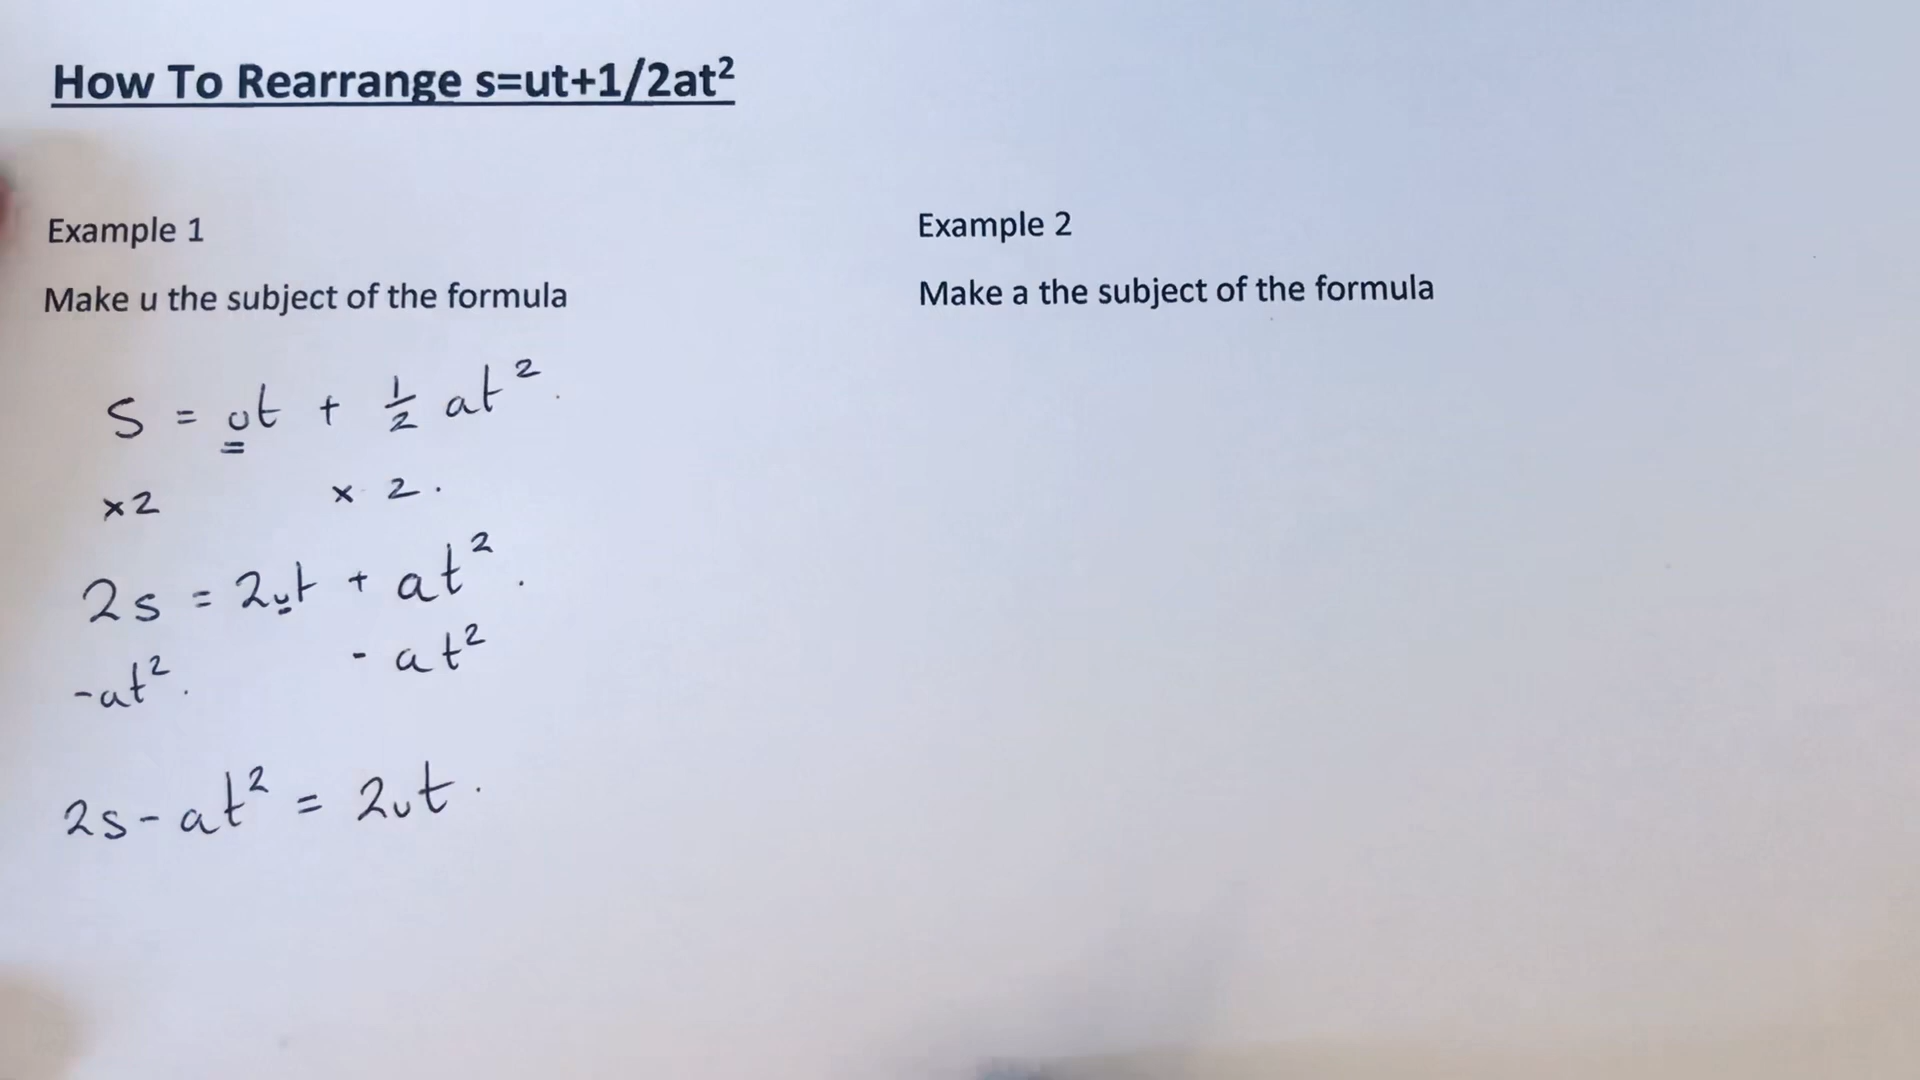 How To Rearrange s=ut+1/2at²
Example 1
Make u the subject of the formula
s = ut + 1/2 at².
×2 × 2.
2s = 2ut + at².
-at². - at²
2s - at² = 2ut.
Example 2
Make a the subject of the formula